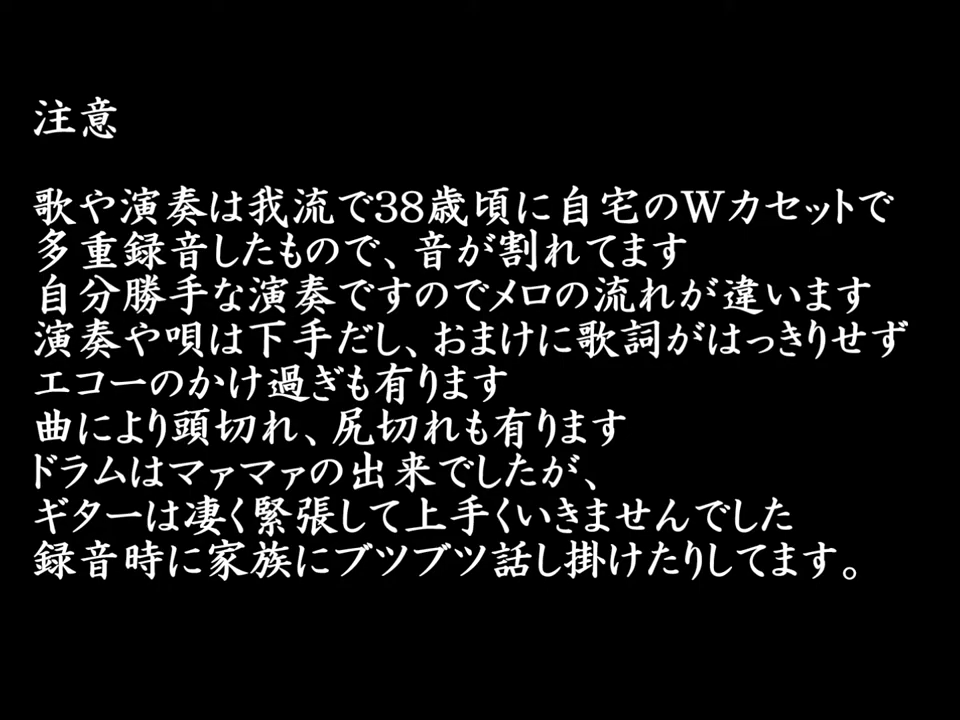 注意
歌や演奏は我流で38歳頃に自宅のWカセットで
多重録音したもので、音が割れてます
自分勝手な演奏ですのでメロの流れが違います
演奏や唄は下手だし、おまけに歌詞がはっきりせず
エコーのかけ過ぎも有ります
曲により頭切れ、尻切れも有ります
ドラムはマァマァの出来でしたが、
ギターは凄く緊張して上手くいきませんでした
録音時に家族にブツブツ話し掛けたりしてます。